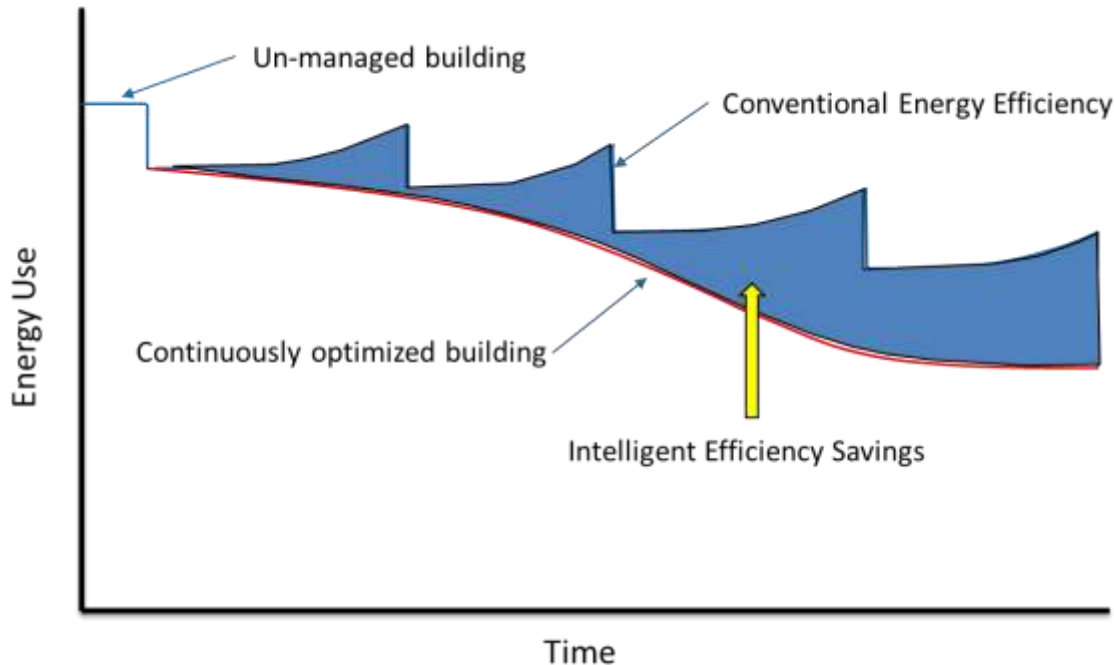 Un-managed building
Conventional Energy Efficiency
Energy Use
Continuously optimized building
Intelligent Efficiency Savings
Time